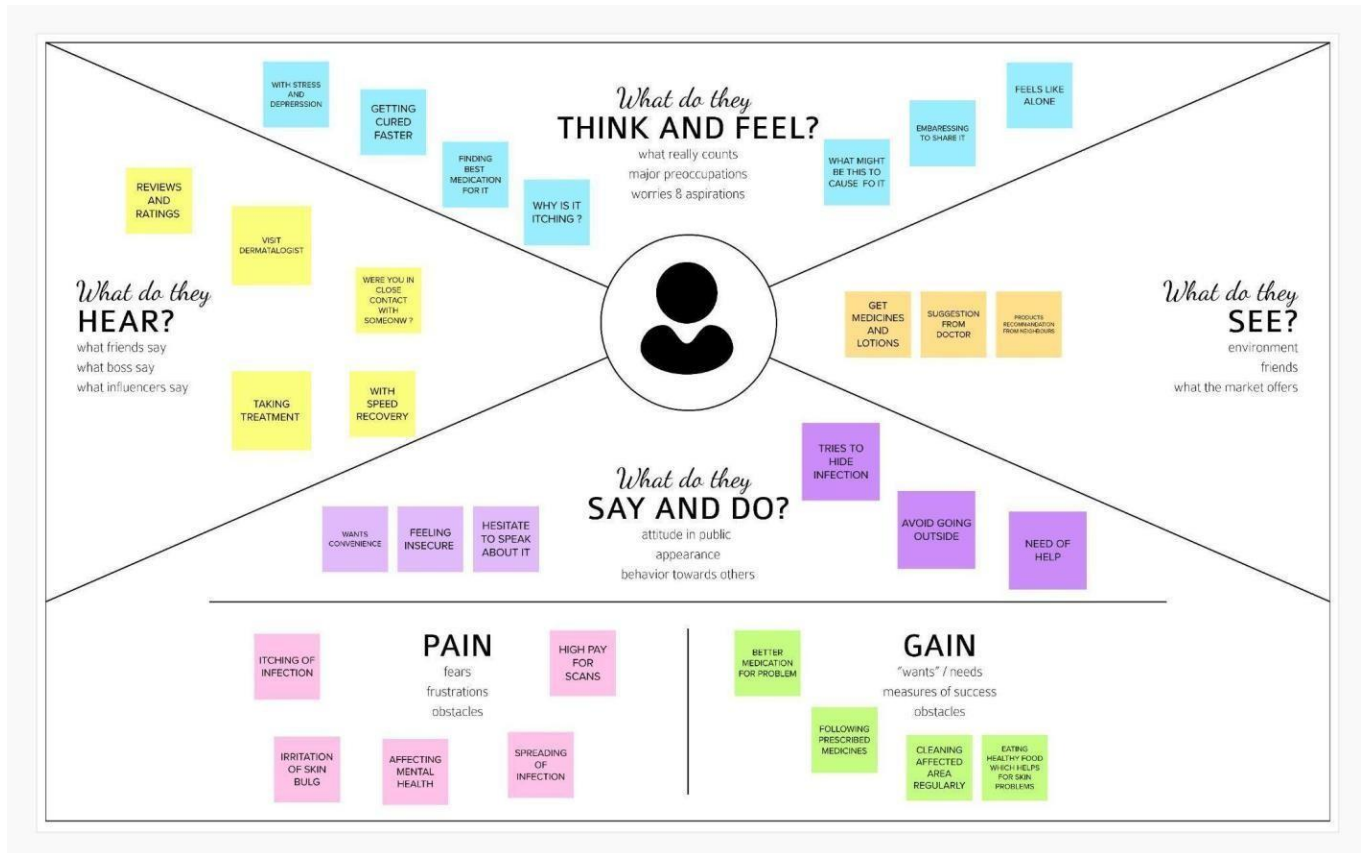 What do they
THINK AND FEEL?
what really counts
major preoccupations
worries & aspirations
WITH STRESS
AND
DEPRERSSION
GETTING
CURED
FASTER
FINDING
BEST
MEDICATION
FOR IT
WHY IS IT
ITCHING ?
WHAT MIGHT
BE THIS TO
CAUSE FO IT
EMBARESSING
TO SHARE IT
FEELS LIKE
ALONE
What do they
HEAR?
what friends say
what boss say
what influencers say
REVIEWS
AND
RATINGS
VISIT
DERMATALOGIST
WERE YOU IN
CLOSE
CONTACT
WITH
SOMEONW ?
TAKING
TREATMENT
WITH
SPEED
RECOVERY
What do they
SEE?
environment
friends
what the market offers
GET
MEDICINES
AND
LOTIONS
SUGGESTION
FROM
DOCTOR
PRODUCTS
RECOMMANDATION
FROM NEIGHBOURS
What do they
SAY AND DO?
attitude in public
appearance
behavior towards others
WANTS
CONVENIENCE
FEELING
INSECURE
HESITATE
TO SPEAK
ABOUT IT
TRIES TO
HIDE
INFECTION
AVOID GOING
OUTSIDE
NEED OF
HELP
PAIN
fears
frustrations
obstacles
ITCHING OF
INFECTION
HIGH PAY
FOR
SCANS
IRRITATION
OF SKIN
BULG
AFFECTING
MENTAL
HEALTH
SPREADING
OF
INFECTION
GAIN
"wants" / needs
measures of success
obstacles
BETTER
MEDICATION
FOR PROBLEM
FOLLOWING
PRESCRIBED
MEDICINES
CLEANING
AFFECTED
AREA
REGULARLY
EATING
HEALTHY FOOD
WHICH HELPS
FOR SKIN
PROBLEMS